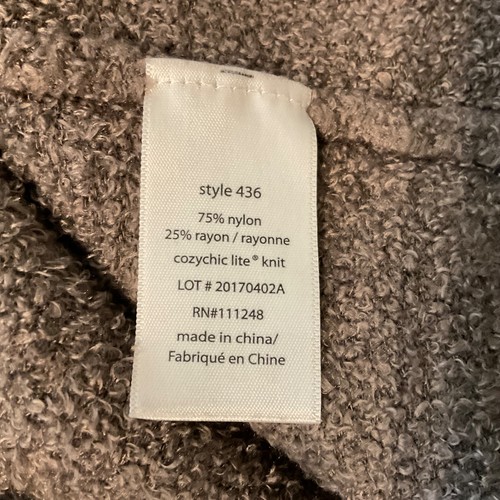 style 436
75% nylon
25% rayon / rayonne
cozychic lite® knit
LOT # 20170402A
RN#111248
made in china/
Fabriqué en Chine